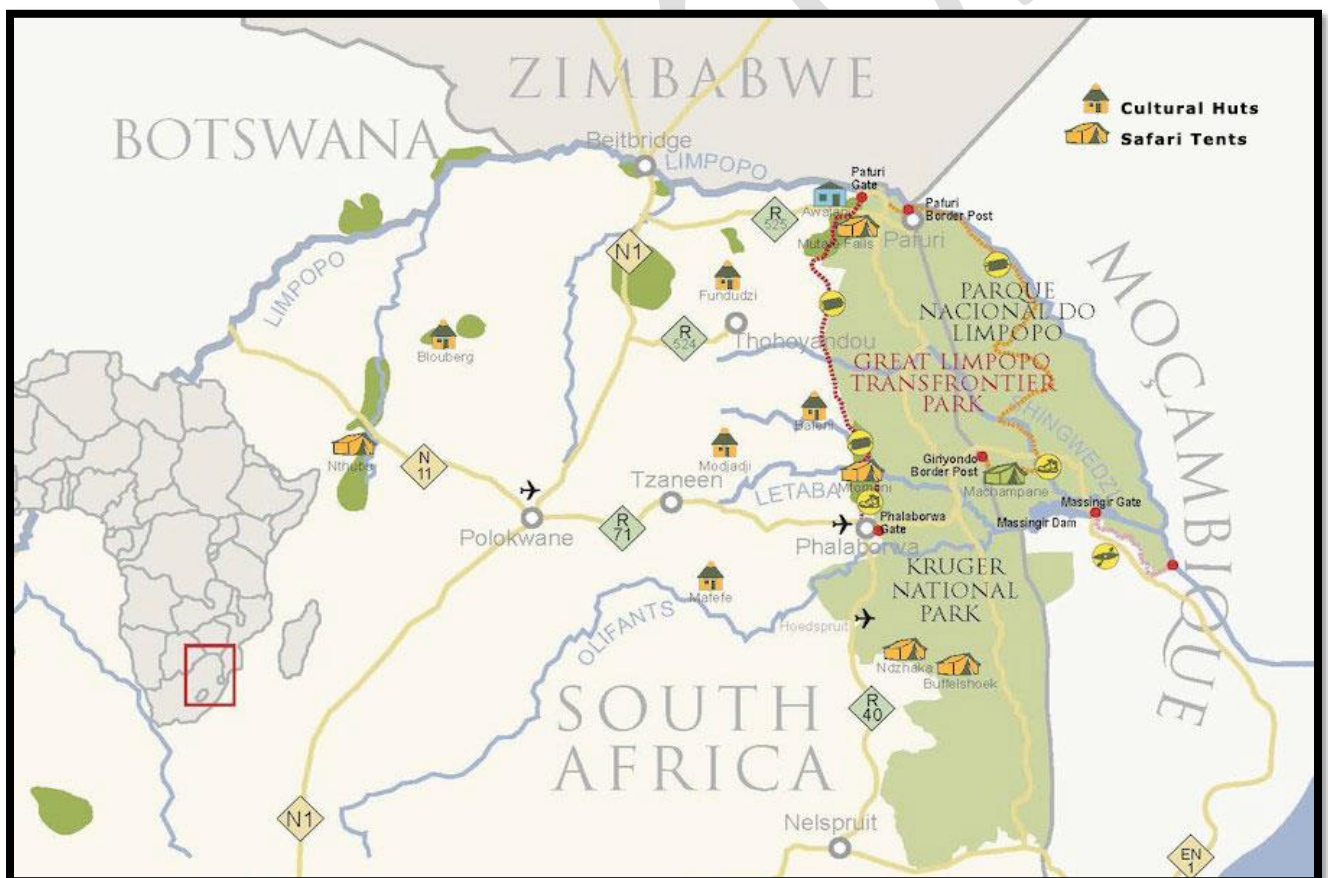 ZIMBABWE
BOTSWANA
Cultural Huts
Safari Tents
Beitbridge
LIMPOPO
Pafuri
Gate
Pafuri
Border Post
R
525
Mutale Falls
Pafuri
N1
LIMPOPO
Fundudzi
R
524
Thohoyandou
Blouberg
PARQUE
NACIONAL DO
LIMPOPO
GREAT LIMPOPO
TRANSFRONTIER
PARK
MOÇAMBIQUE
SHINGWEDZI
Baleni
Nthubu
N
11
Modjadji
Giriyondo
Border Post
Machampane
Mtomeni
Tzaneen
LETABA
Massingir Gate
Massingir Dam
Polokwane
R
71
Phalaborwa
Gate
Phalaborwa
KRUGER
NATIONAL
PARK
Matefe
OLIFANTS
Hoedspruit
Ndzhaka
Buffelshoek
SOUTH
AFRICA
R
40
N1
Nelspruit
EN
1